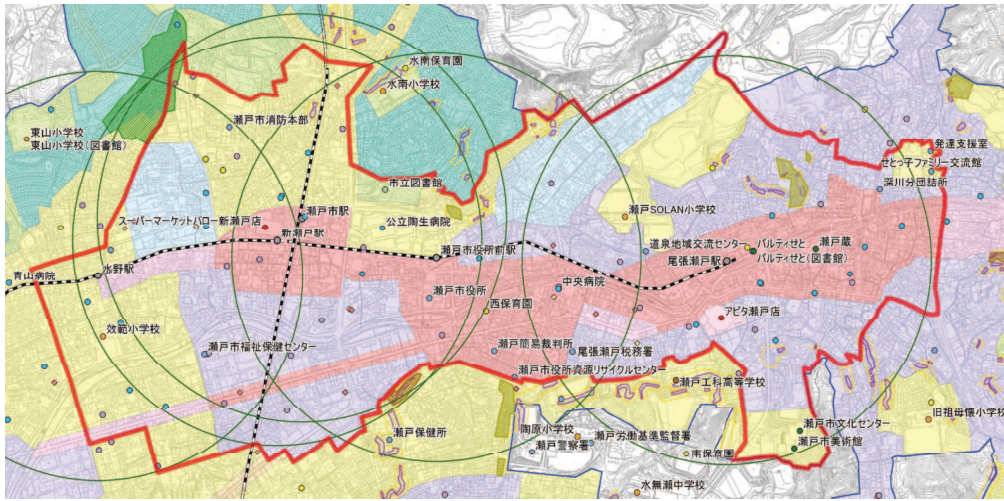 水南保育園
水南小学校
瀬戸市消防本部
東山小学校
東山小学校(図書館)
発達支援室
せとっ子ファミリー交流館
市立図書館
深川分団詰所
瀬戸市駅
スーパーマーケットバロー新瀬戸店
公立陶生病院
瀬戸SOLAN小学校
新瀬戸駅
瀬戸市役所前駅
道泉地域交流センター
パルティせと
瀬戸蔵
尾張瀬戸駅
パルティせと(図書館)
水野駅
青山病院
中央病院
瀬戸市役所
西保育園
アピタ瀬戸店
効範小学校
瀬戸市福祉保健センター
瀬戸簡易裁判所
尾張瀬戸税務署
瀬戸市役所資源リサイクルセンター
瀬戸工科高等学校
旧祖母懐小学校
瀬戸市文化センター
瀬戸保健所
陶原小学校
瀬戸労働基準監督署
瀬戸警察署
瀬戸市美術館
南保育園
水無瀬中学校